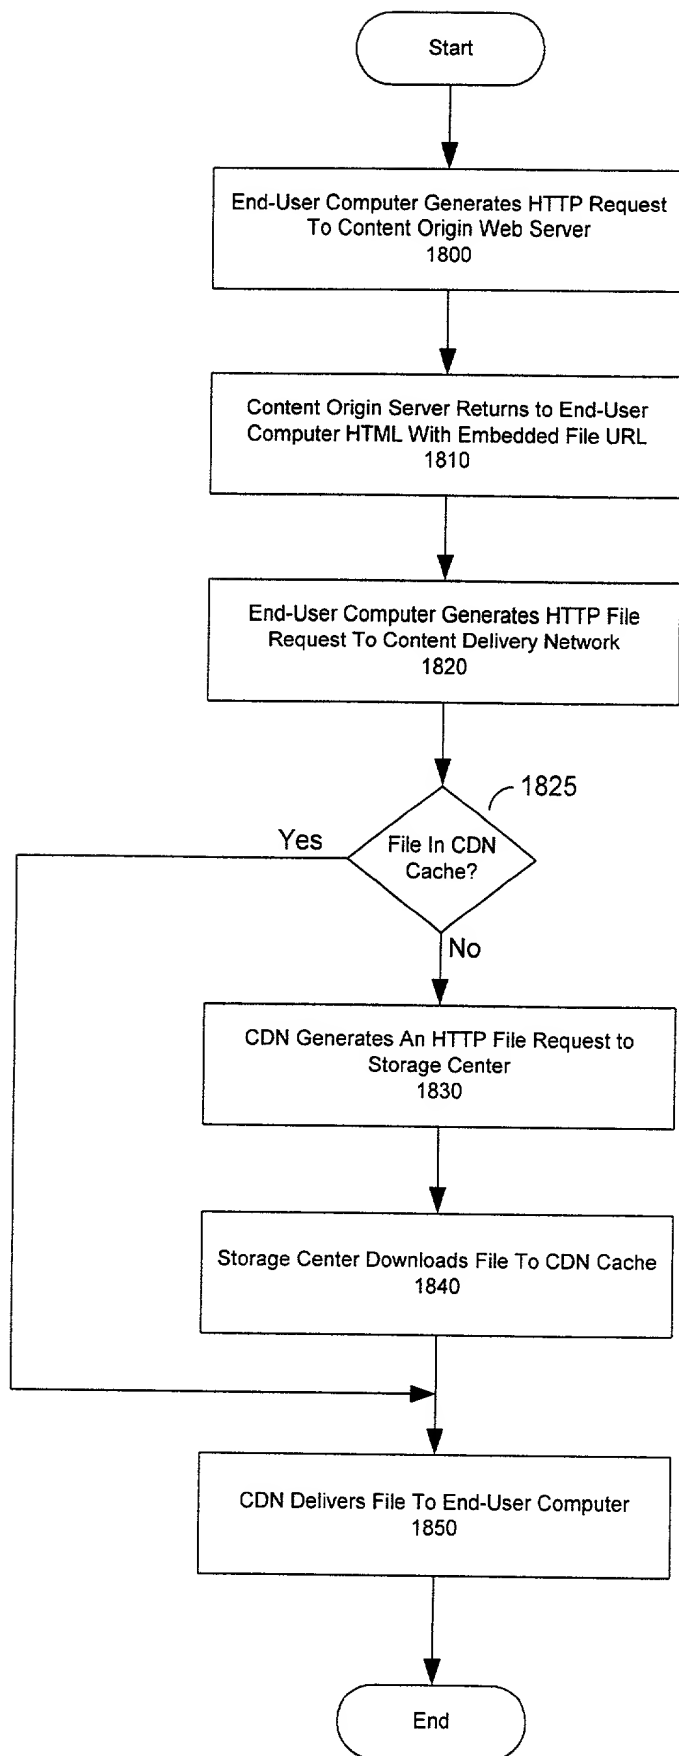 Start
End-User Computer Generates HTTP Request
To Content Origin Web Server
1800
Content Origin Server Returns to End-User
Computer HTML With Embedded File URL
1810
End-User Computer Generates HTTP File
Request To Content Delivery Network
1820
1825
Yes
File In CDN
Cache?
No
CDN Generates An HTTP File Request to
Storage Center
1830
Storage Center Downloads File To CDN Cache
1840
CDN Delivers File To End-User Computer
1850
End